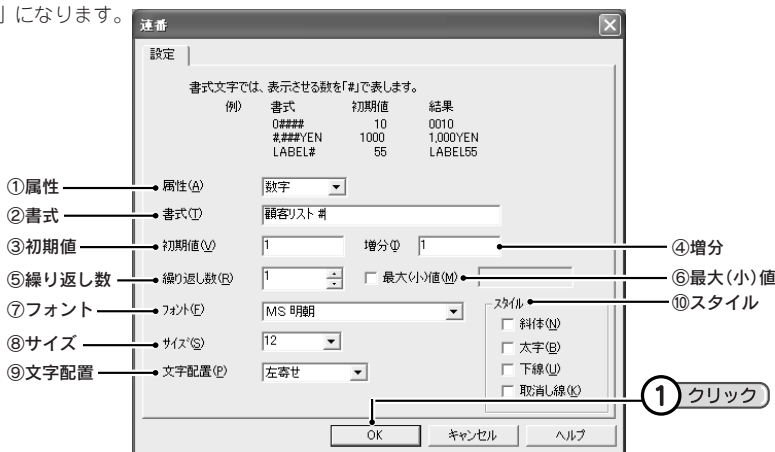 」になります。
連番
設定
書式文字では、表示させる数を「#」で表します。
例) 書式 初期値 結果
0#### 10 0010
#,###YEN 1000 1,000YEN
LABEL# 55 LABEL55
①属性 属性(A) 数字
②書式 書式(T) 顧客リスト #
③初期値 初期値(V) 1 増分(I) 1 ④増分
⑤繰り返し数 繰り返し数(R) 1 最大(小)値(M) ⑥最大(小)値
⑦フォント フォント(F) MS 明朝 スタイル ⑩スタイル
斜体(N)
⑧サイズ サイズ(S) 12 太字(B)
⑨文字配置 文字配置(P) 左寄せ 下線(U)
取消し線(K)
① クリック
OK キャンセル ヘルプ